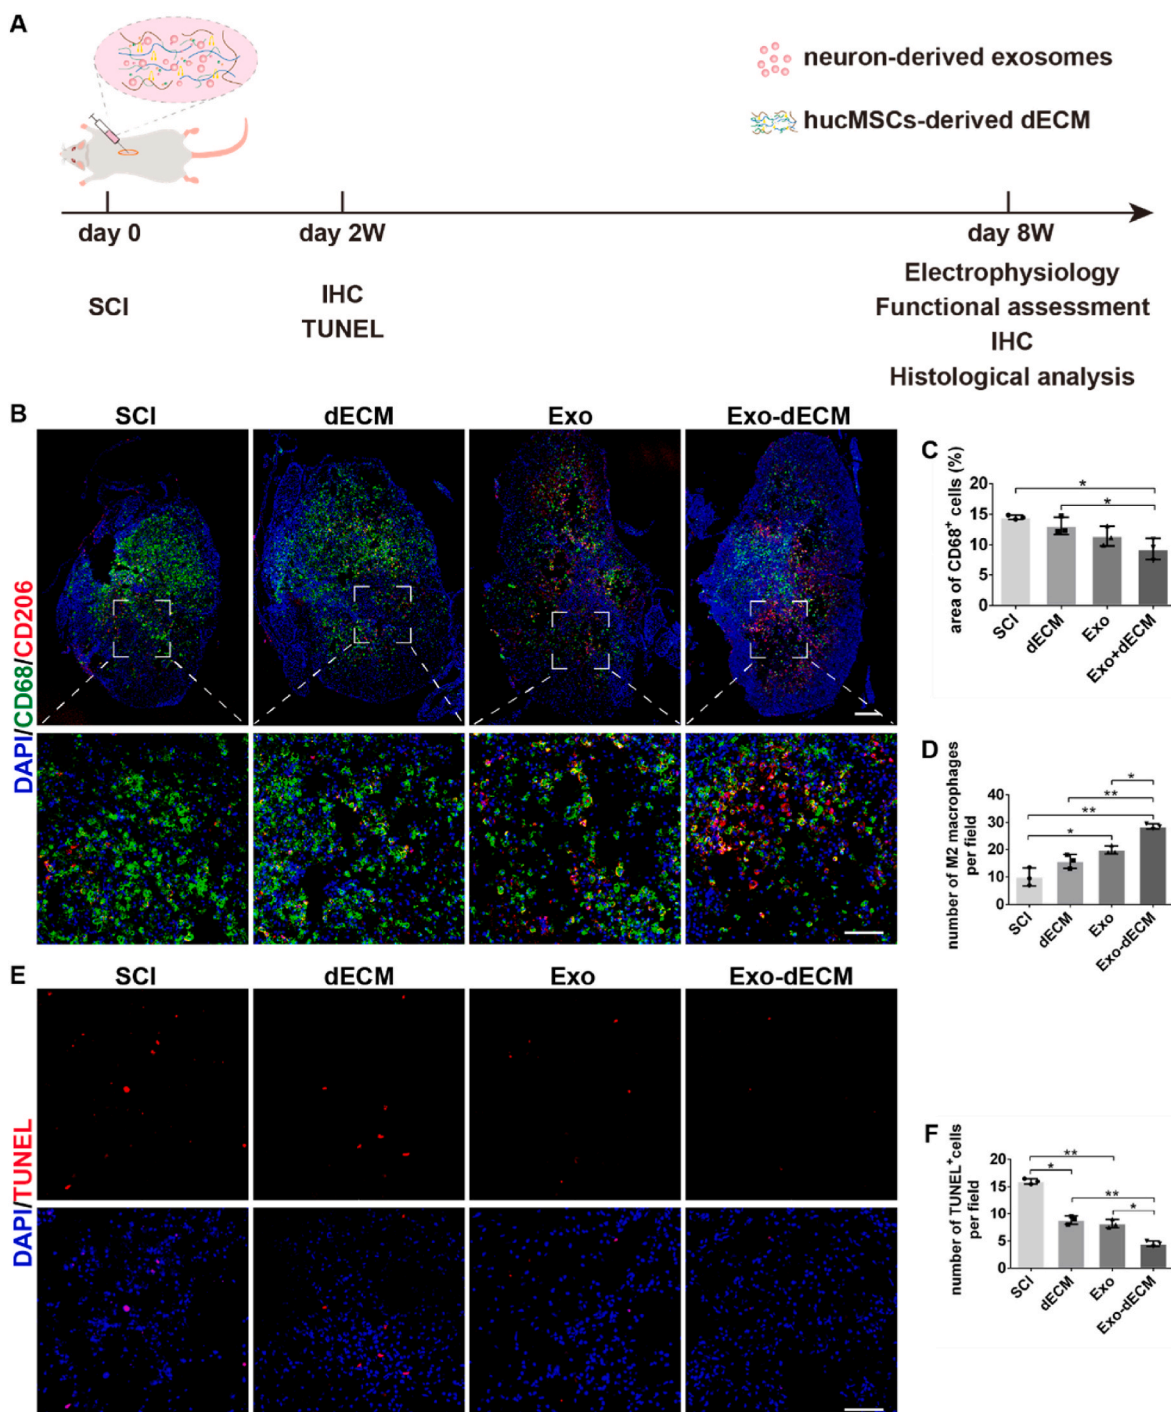 A
neuron-derived exosomes
hucMSCs-derived dECM
day 0
day 2W
day 8W
SCI
IHC
TUNEL
Electrophysiology
Functional assessment
IHC
Histological analysis
B
SCI
dECM
Exo
Exo-dECM
DAPI/CD68/CD206
C
area of CD68⁺ cells (%)
20
15
10
5
0
*
*
SCI
dECM
Exo
Exo+dECM
D
number of M2 macrophages
per field
40
30
20
10
0
*
**
**
*
SCI
dECM
Exo
Exo-dECM
E
SCI
dECM
Exo
Exo-dECM
DAPI/TUNEL
F
number of TUNEL⁺cells
per field
20
15
10
5
0
**
*
**
*
SCI
dECM
Exo
Exo-dECM